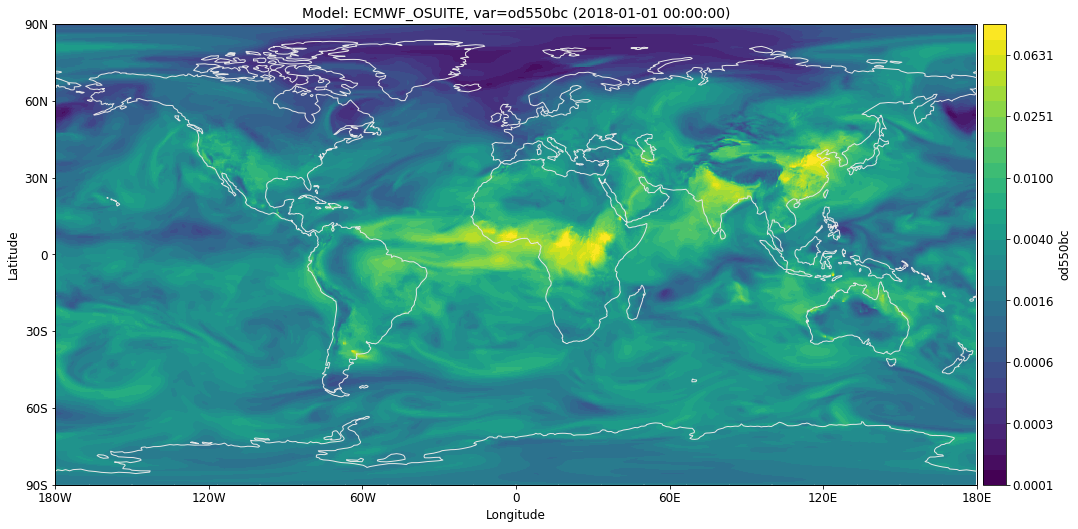 Model: ECMWF_OSUITE, var=od550bc (2018-01-01 00:00:00)
90N
60N
30N
0
30S
60S
90S
Latitude
180W
120W
60W
0
60E
120E
180E
Longitude
0.0631
0.0251
0.0100
0.0040
0.0016
0.0006
0.0003
0.0001
od550bc